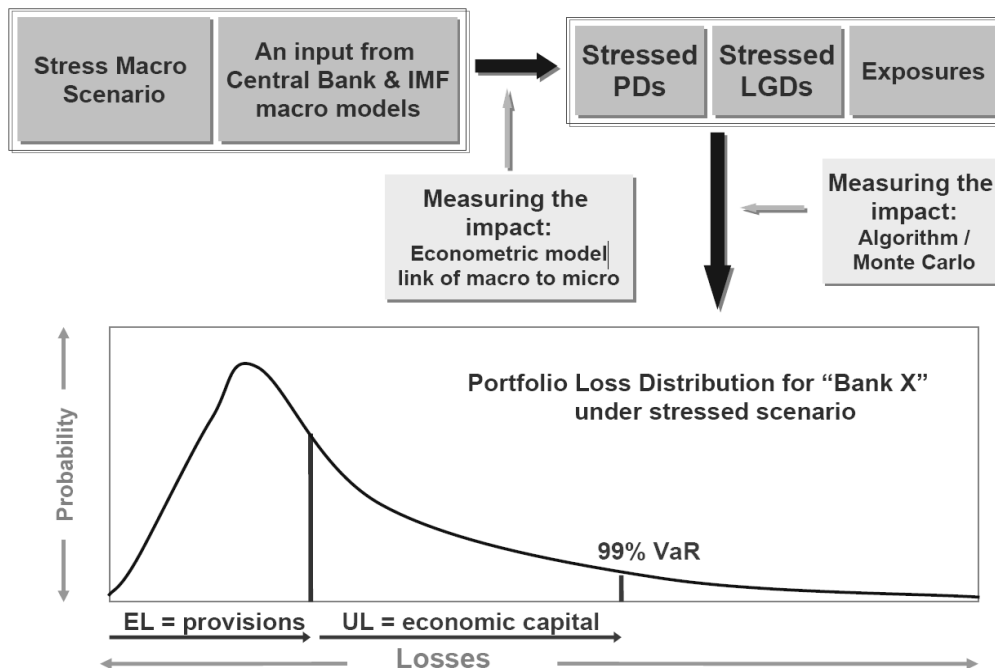 Stress Macro
Scenario
An input from
Central Bank & IMF
macro models
Stressed
PDs
Stressed
LGDs
Exposures
Measuring the
impact:
Econometric model
link of macro to micro
Measuring the
impact:
Algorithm /
Monte Carlo
Portfolio Loss Distribution for “Bank X”
under stressed scenario
Probability
99% VaR
EL = provisions
UL = economic capital
Losses